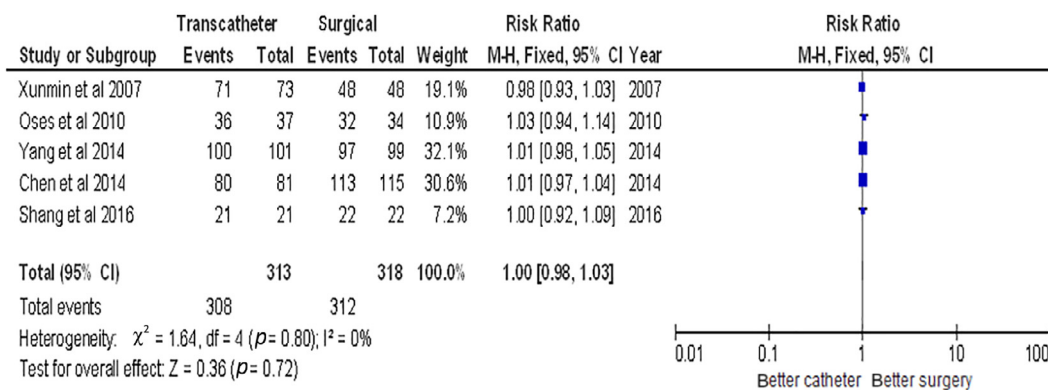 Transcatheter Surgical Risk Ratio Risk Ratio
Study or Subgroup Events Total Events Total Weight M-H, Fixed, 95% CI Year M-H, Fixed, 95% CI
Xunmin et al 2007 71 73 48 48 19.1% 0.98 [0.93, 1.03] 2007
Oses et al 2010 36 37 32 34 10.9% 1.03 [0.94, 1.14] 2010
Yang et al 2014 100 101 97 99 32.1% 1.01 [0.98, 1.05] 2014
Chen et al 2014 80 81 113 115 30.6% 1.01 [0.97, 1.04] 2014
Shang et al 2016 21 21 22 22 7.2% 1.00 [0.92, 1.09] 2016
Total (95% CI) 313 318 100.0% 1.00 [0.98, 1.03]
Total events 308 312
Heterogeneity: χ² = 1.64, df = 4 (p = 0.80); I² = 0%
Test for overall effect: Z = 0.36 (p = 0.72)
0.01 0.1 1 10 100
Better catheter Better surgery